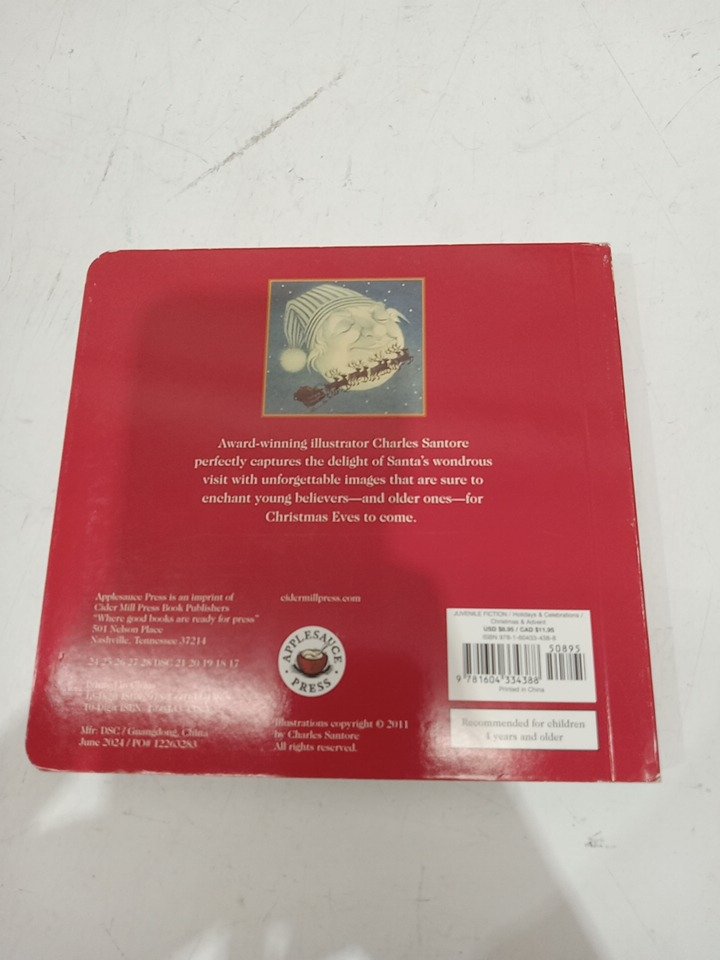 Award-winning illustrator Charles Santore
perfectly captures the delight of Santa's wondrous
visit with unforgettable images that are sure to
enchant young believers—and older ones—for
Christmas Eves to come.
Applesauce Press is an imprint of
Cider Mill Press Book Publishers
"Where good books are ready for press"
501 Nelson Place
Nashville, Tennessee 37214
24 25 26 27 28 DSC 21 20 19 18 17
Printed in China
Mfr: DSC / Guangdong, China
June 2024 / PO# 12263283
cidermillpress.com
APPLESAUCE
PRESS
Illustrations copyright © 2011
by Charles Santore
All rights reserved.
JUVENILE FICTION / Holidays & Celebrations /
Christmas & Advent
USD $8.95 / CAD $11.95
ISBN 978-1-60433-438-8
50895
9 781604 334388
Printed in China
Recommended for children
4 years and older